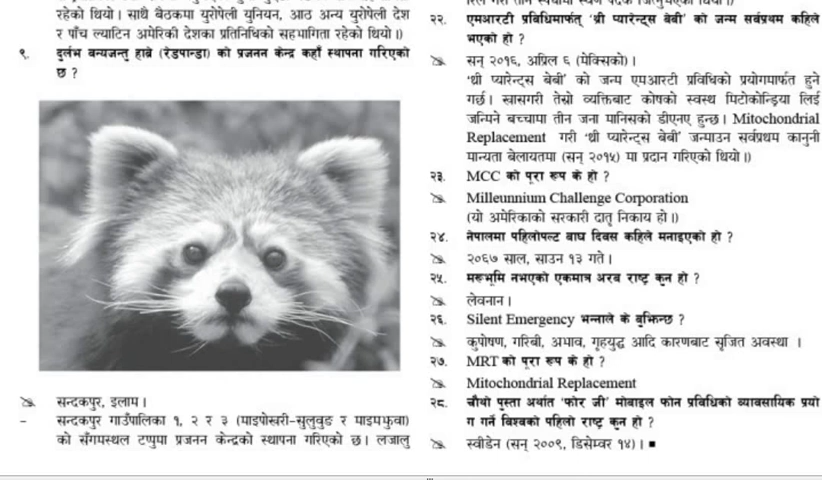 रहेको थियो । साथै बैठकमा युरोपेली युनियन, आठ अन्य युरोपेली देश
र पाँच ल्याटिन अमेरिकी देशका प्रतिनिधिको सहभागिता रहेको थियो ।)
९. दुर्लभ वन्यजन्तु हाब्रे (रेडपान्डा) को प्रजनन केन्द्र कहाँ स्थापना गरिएको
छ ?
सन्दकपुर, इलाम ।
– सन्दकपुर गाउँपालिका १, २ र ३ (माइपोखरी-सुलुवुङ र माइमझुवा)
को सँगमस्थल टप्पुमा प्रजनन केन्द्रको स्थापना गरिएको छ। लजालु
२२. एमआरटी प्रबिधिमार्फत् 'थ्री प्यारेन्ट्स बेबी' को जन्म सर्वप्रथम कहिले
भएको हो ?
सन् २०१६, अप्रिल ६ (मेक्सिको) ।
'थ्री प्यारेन्ट्स बेबी' को जन्म एमआरटी प्रविधिको प्रयोगमार्फत हुने
गर्छ। खासगरी तेस्रो व्यक्तिबाट कोषको स्वस्थ मिटोकोन्ड्रिया लिई
जन्मिने बच्चामा तीन जना मानिसको डीएनए हुन्छ। Mitochondrial
Replacement गरी 'थ्री प्यारेन्ट्स बेबी' जन्माउन सर्वप्रथम कानुनी
मान्यता बेलायतमा (सन् २०१५) मा प्रदान गरिएको थियो ।)
२३. MCC को पूरा रूप के हो ?
Milleunnium Challenge Corporation
(यो अमेरिकाको सरकारी दातृ निकाय हो ।)
२४. नेपालमा पहिलोपल्ट बाघ दिवस कहिले मनाइएको हो ?
२०६७ साल, साउन १३ गते ।
२५. मरूभूमि नभएको एकमात्र अरब राष्ट्र कुन हो ?
लेवनान ।
२६. Silent Emergency भन्नाले के बुझिन्छ ?
कुपोषण, गरिबी, अभाव, गृहयुद्ध आदि कारणबाट सृजित अवस्था ।
२७. MRT को पूरा रूप के हो ?
Mitochondrial Replacement
२८. चौथो पुस्ता अर्थात 'फोर जी' मोबाइल फोन प्रबिधिको व्यावसायिक प्रयो
ग गर्ने बिश्वको पहिलो राष्ट्र कुन हो ?
स्वीडेन (सन् २००९, डिसेम्वर १४) । ■